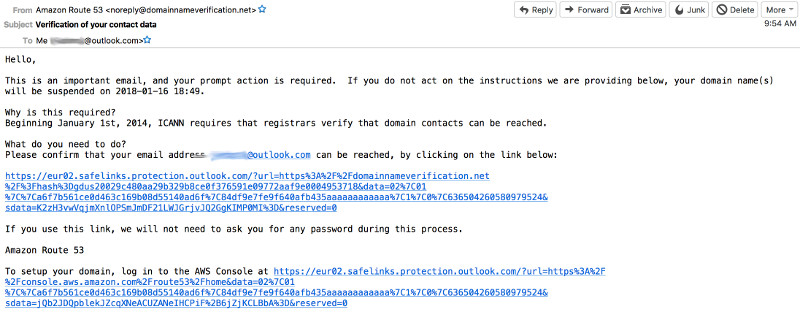 From Amazon Route 53 <noreply@domainnameverification.net>
Reply Forward Archive Junk Delete More
Subject Verification of your contact data
9:54 AM
To Me @outlook.com>
Hello,
This is an important email, and your prompt action is required. If you do not act on the instructions we are providing below, your domain name(s)
will be suspended on 2018-01-16 18:49.
Why is this required?
Beginning January 1st, 2014, ICANN requires that registrars verify that domain contacts can be reached.
What do you need to do?
Please confirm that your email address @outlook.com can be reached, by clicking on the link below:
https://eur02.safelinks.protection.outlook.com/?url=https%3A%2F%2Fdomainnameverification.net
%2F%3Fhash%3Dgdus20029c480aa29b329b8ce0f376591e09772aaf9e0004953718&data=02%7C01
%7C%7Ca6f7b561ce0d463c169b08d55140ad6f%7C84df9e7fe9f640afb435aaaaaaaaaaaa%7C1%7C0%7C636504260580979524&
sdata=K2zH3vwVqjmXnlOPSmJmDF21LWJGrjvJQ2GgKIMP0MI%3D&reserved=0
If you use this link, we will not need to ask you for any password during this process.
Amazon Route 53
To setup your domain, log in to the AWS Console at https://eur02.safelinks.protection.outlook.com/?url=https%3A%2F
%2Fconsole.aws.amazon.com%2Froute53%2Fhome&data=02%7C01
%7C%7Ca6f7b561ce0d463c169b08d55140ad6f%7C84df9e7fe9f640afb435aaaaaaaaaaaa%7C1%7C0%7C636504260580979524&
sdata=jQb2JDQpblekJZcqXNeACUZANeIHCPiF%2B6jZjKCLBbA%3D&reserved=0